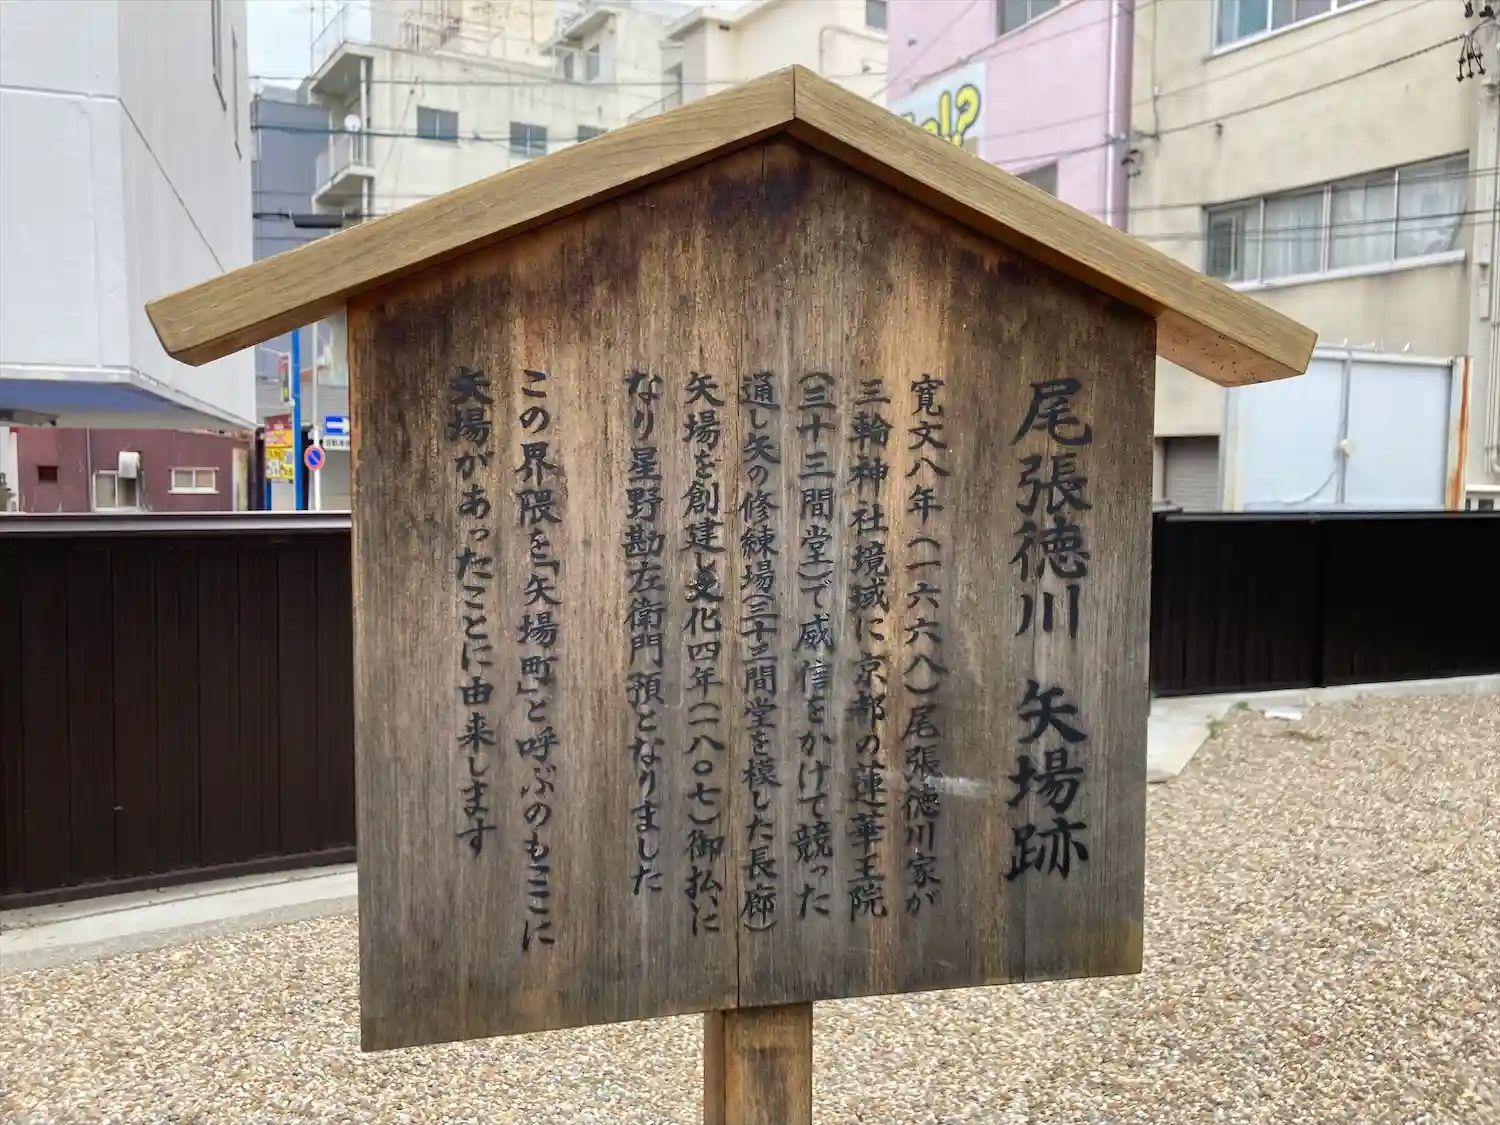 尾張徳川 矢場跡
寛文八年(一六六八)尾張徳川家が
三輪神社境域に京都の蓮華王院
(三十三間堂)で威信をかけて競った
通し矢の修練場(三十三間堂を模した長廊)
矢場を創建し文化四年(一八〇七)御払いに
なり星野勘左衛門預となりました
この界隈を「矢場町」と呼ぶのもここに
矢場があったことに由来します